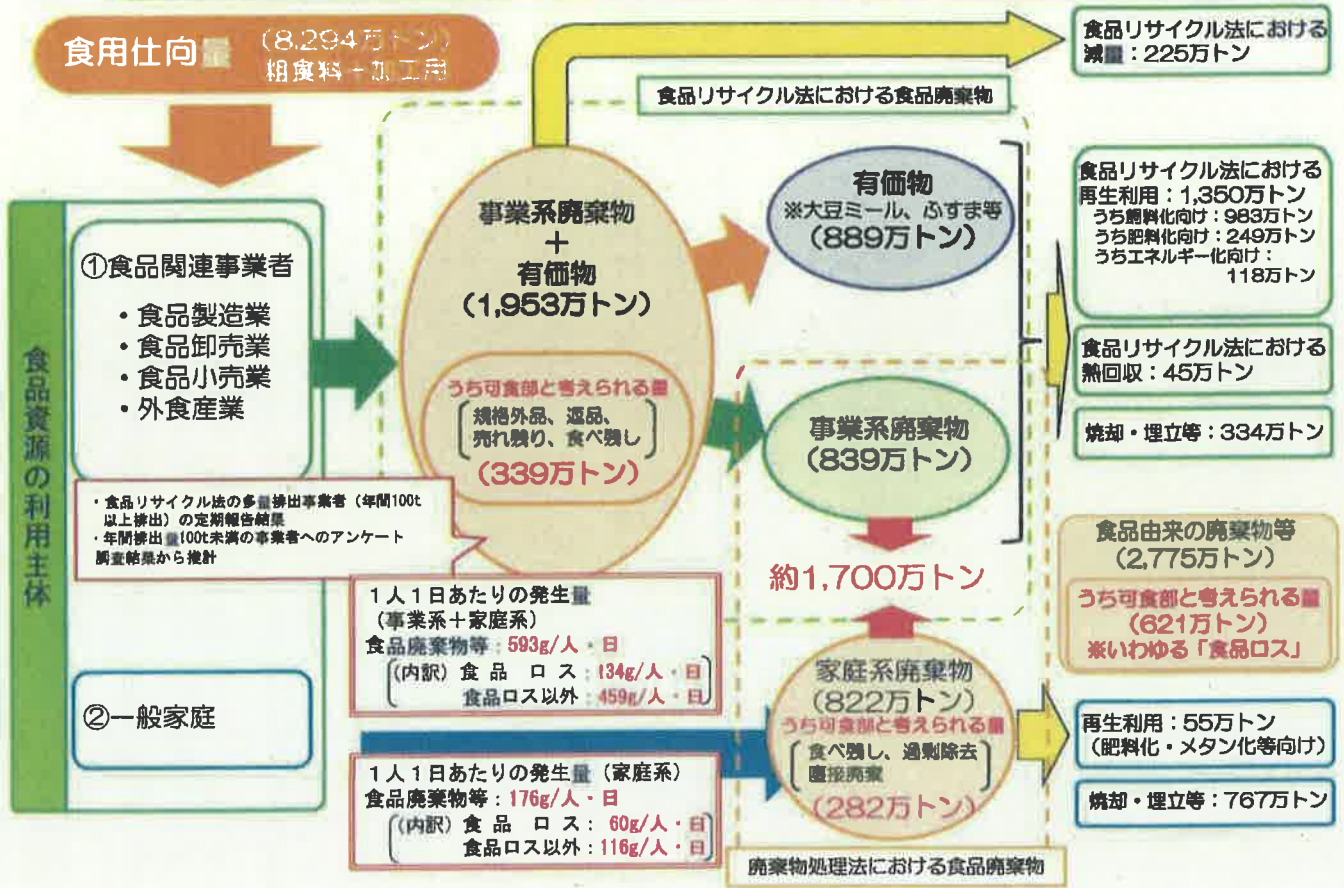 食用仕向量 (8,294万トン)
粗食料+加工用
食品リサイクル法における
減量：225万トン
食品リサイクル法における食品廃棄物
食品資源の利用主体
①食品関連事業者
・食品製造業
・食品卸売業
・食品小売業
・外食産業
事業系廃棄物
+
有価物
(1,953万トン)
うち可食部と考えられる量
規格外品、返品、
売れ残り、食べ残し
(339万トン)
有価物
※大豆ミール、ふすま等
(889万トン)
事業系廃棄物
(839万トン)
食品リサイクル法における
再生利用：1,350万トン
うち飼料化向け：983万トン
うち肥料化向け：249万トン
うちエネルギー化向け：
118万トン
食品リサイクル法における
熱回収：45万トン
焼却・埋立等：334万トン
・食品リサイクル法の多量排出事業者（年間100t
以上排出）の定期報告結果
・年間排出量100t未満の事業者へのアンケート
調査結果から推計
約1,700万トン
食品由来の廃棄物等
(2,775万トン)
うち可食部と考えられる量
(621万トン)
※いわゆる「食品ロス」
1人1日あたりの発生量
(事業系+家庭系)
食品廃棄物等：593g/人・日
(内訳) 食品ロス：134g/人・日
食品ロス以外：459g/人・日
②一般家庭
家庭系廃棄物
(822万トン)
うち可食部と考えられる量
食べ残し、過剰除去
直接廃棄
(282万トン)
1人1日あたりの発生量（家庭系）
食品廃棄物等：176g/人・日
(内訳) 食品ロス：60g/人・日
食品ロス以外：116g/人・日
再生利用：55万トン
（肥料化・メタン化等向け）
焼却・埋立等：767万トン
廃棄物処理法における食品廃棄物